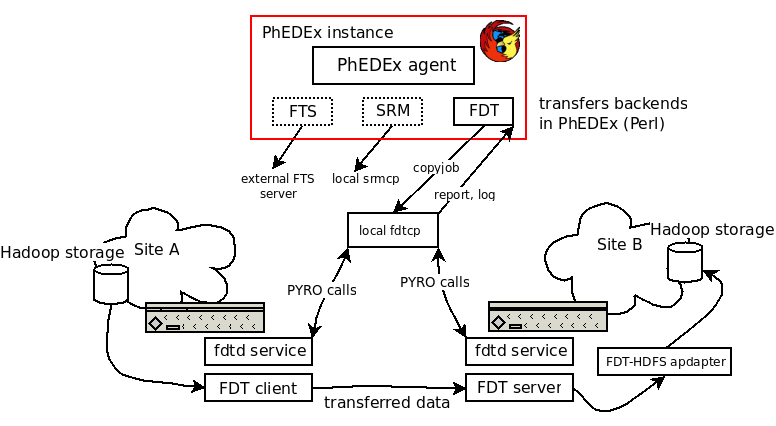 PhEDEx instance
PhEDEx agent
FTS
SRM
FDT
transfers backends
in PhEDEx (Perl)
external FTS
server
local srmcp
copyjob
report, log
local fdtcp
Hadoop storage
Site A
Site B
Hadoop storage
PYRO calls
PYRO calls
fdtd service
fdtd service
FDT-HDFS apdapter
FDT client
FDT server
transferred data